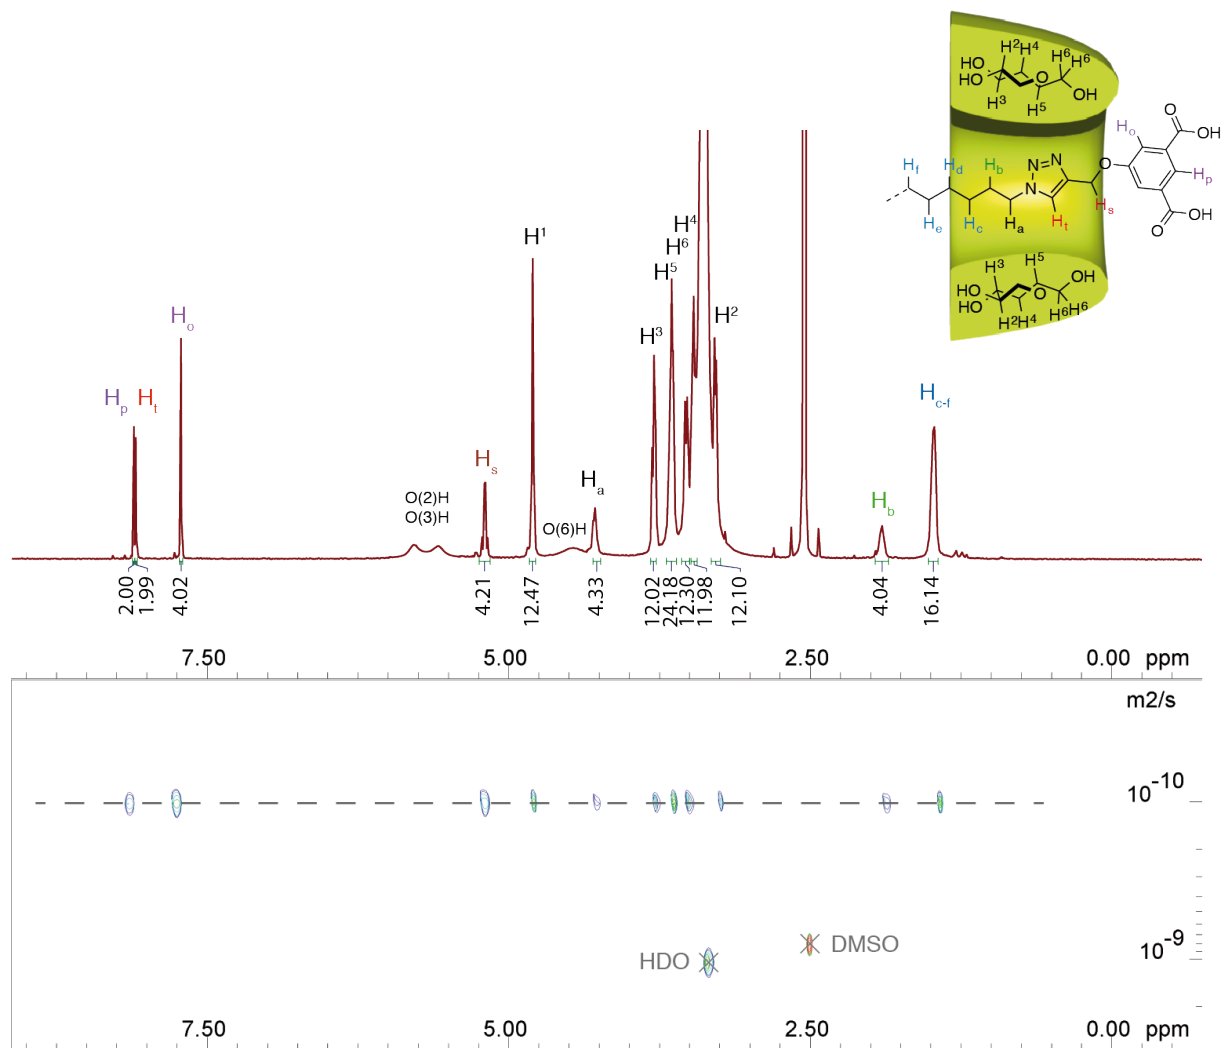 H²H⁴
H⁶
H⁶
HO
HO
O
OH
H³
H⁵
O
OH
Hₒ
Hₚ
N
N
N
O
Hf
Hd
Hb
He
Hc
Ha
Ht
Hs
O
OH
H³
H⁵
OH
HO
HO
O
H²H⁴
H⁶
H⁶
H¹
H⁴
H⁶
H⁵
H³
H²
Hₒ
Hₚ
Ht
Hs
Ha
Hb
Hc-f
O(2)H
O(3)H
O(6)H
2.00
1.99
4.02
4.21
12.47
4.33
12.02
24.18
12.30
11.98
12.10
4.04
16.14
7.50 5.00 2.50 0.00 ppm
m2/s
10⁻¹⁰
10⁻⁹
HDO
DMSO
7.50 5.00 2.50 0.00 ppm